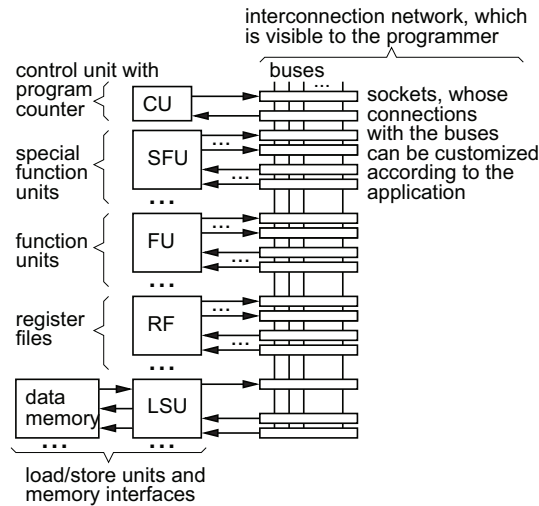 interconnection network, which
is visible to the programmer
control unit with
program
counter
buses
...
CU
sockets, whose
connections
with the buses
can be customized
according to the
application
special
function
units
SFU
...
...
...
function
units
FU
...
...
...
register
files
RF
...
...
...
data
memory
LSU
...
...
load/store units and
memory interfaces